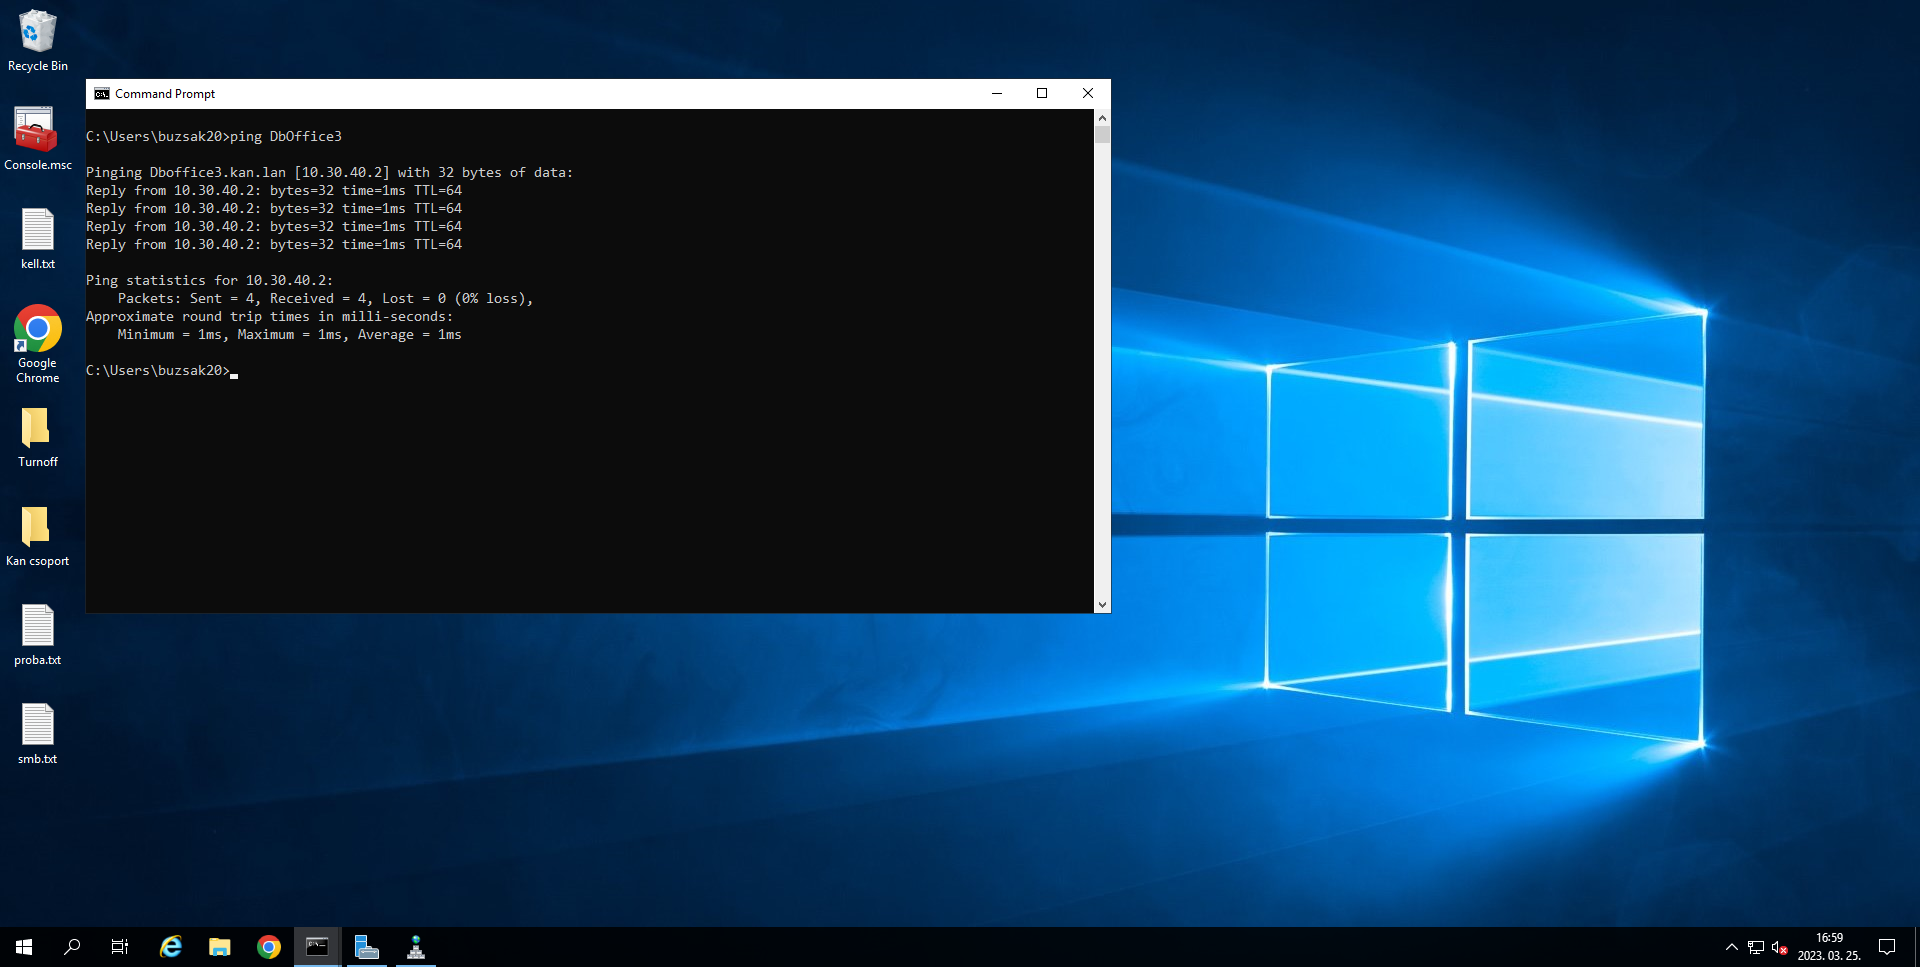 Recycle Bin
Console.msc
kell.txt
Google
Chrome
Turnoff
Kan csoport
proba.txt
smb.txt
Command Prompt
C:\Users\buzsak20>ping DbOffice3
Pinging Dboffice3.kan.lan [10.30.40.2] with 32 bytes of data:
Reply from 10.30.40.2: bytes=32 time=1ms TTL=64
Reply from 10.30.40.2: bytes=32 time=1ms TTL=64
Reply from 10.30.40.2: bytes=32 time=1ms TTL=64
Reply from 10.30.40.2: bytes=32 time=1ms TTL=64
Ping statistics for 10.30.40.2:
Packets: Sent = 4, Received = 4, Lost = 0 (0% loss),
Approximate round trip times in milli-seconds:
Minimum = 1ms, Maximum = 1ms, Average = 1ms
C:\Users\buzsak20>
16:59
2023. 03. 25.